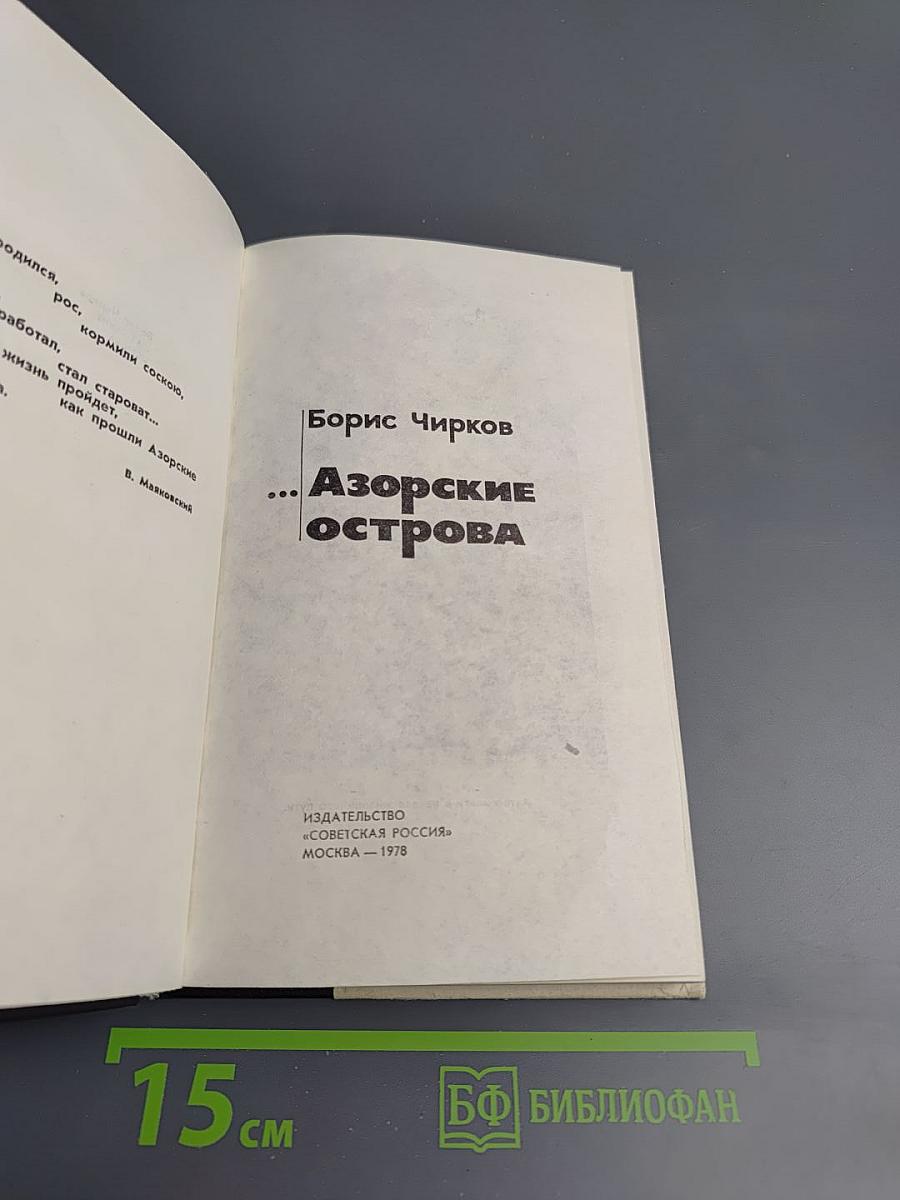 родился,
рос,
кормили соскою,
работал,
стал староват...
жизнь пройдет,
как прошли Азорские
В. Маяковский
Борис Чирков
... Азорские
острова
ИЗДАТЕЛЬСТВО
«СОВЕТСКАЯ РОССИЯ»
МОСКВА — 1978
15 см
БФ БИБЛИОФАН